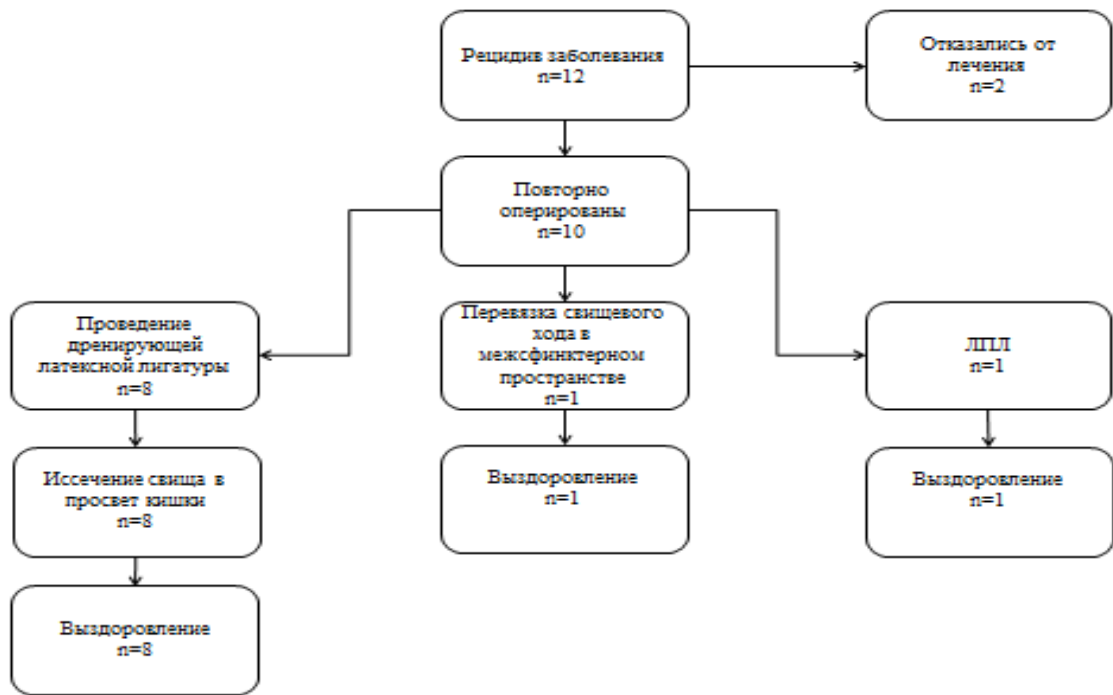 Рецидив заболевания
n=12
Отказались от
лечения
n=2
Повторно
оперированы
n=10
Проведение
дренирующей
латексной лигатуры
n=8
Перевязка свищевого
хода в
межсфинктерном
пространстве
n=1
ЛПЛ
n=1
Иссечение свища в
просвет кишки
n=8
Выздоровление
n=1
Выздоровление
n=1
Выздоровление
n=8